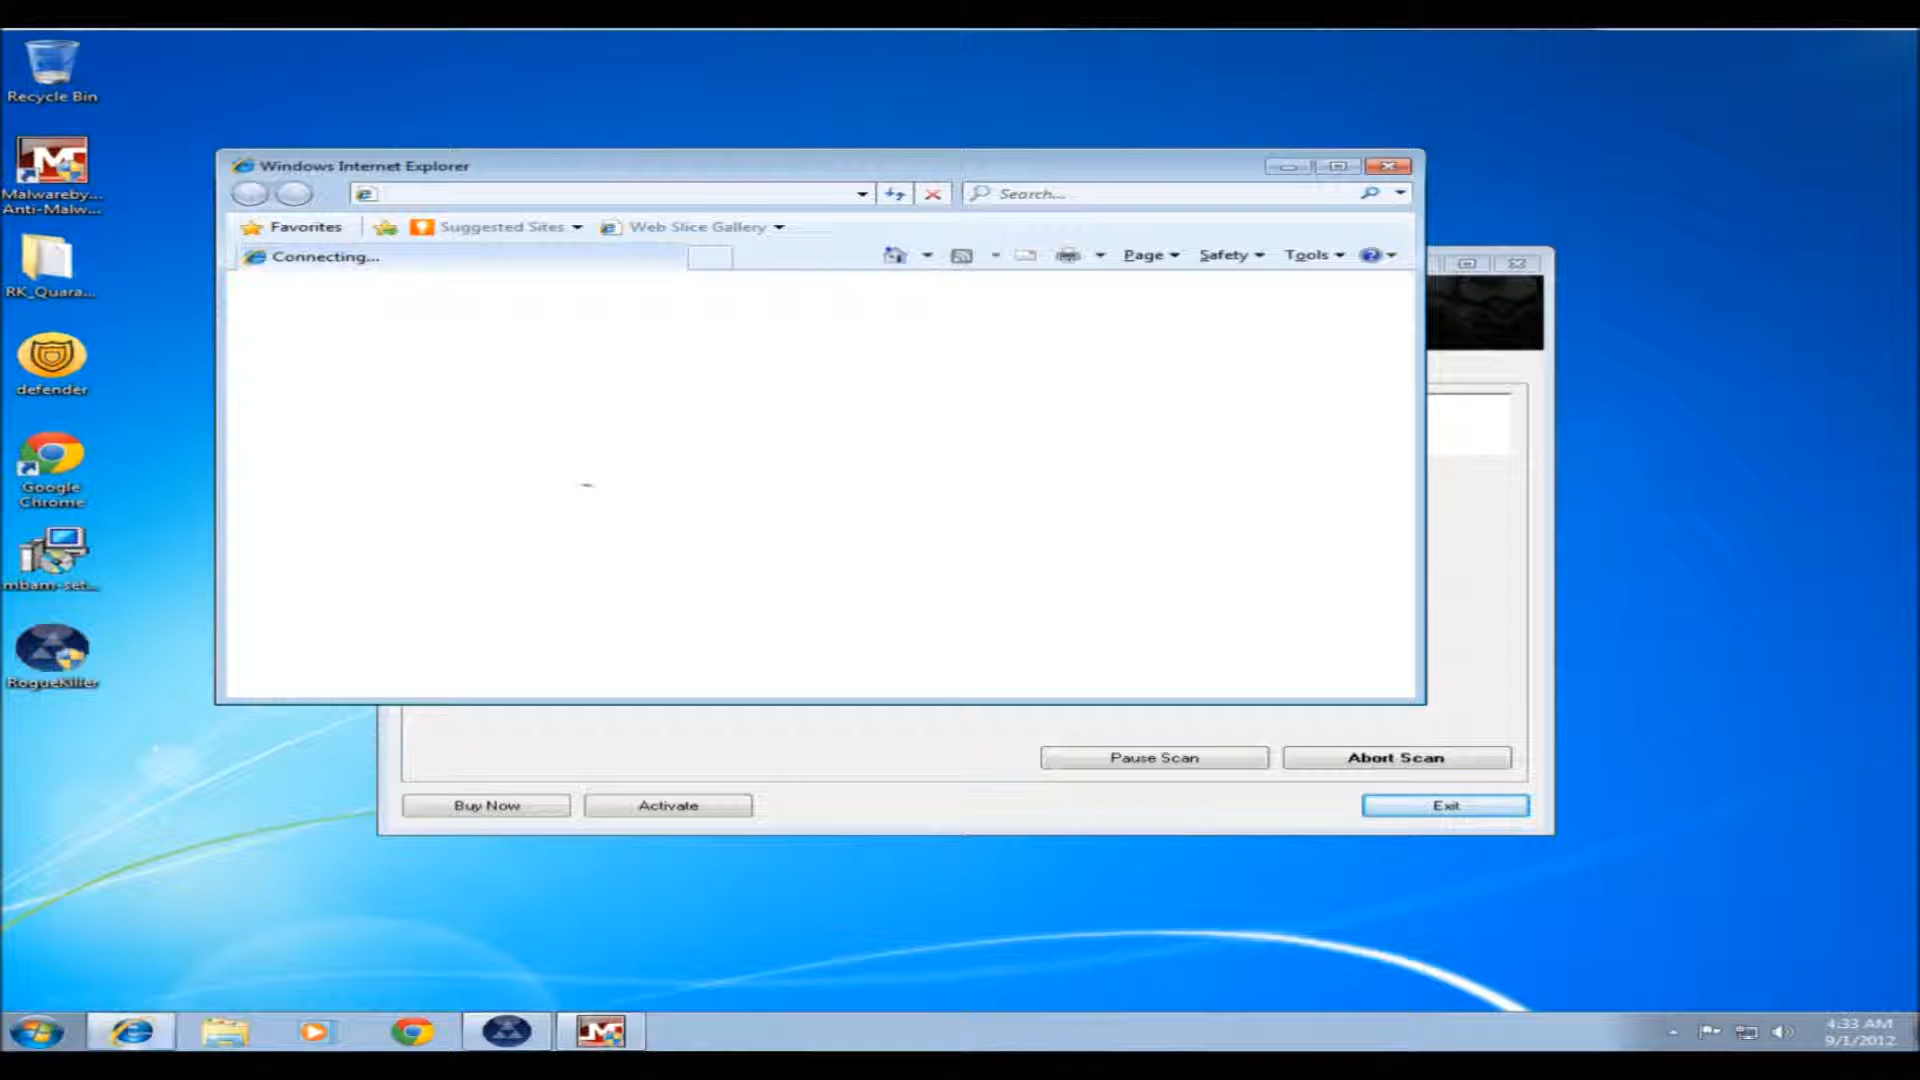 Recycle Bin
Malwareby...
Anti-Malw...
RK_Quara...
defender
Google
Chrome
mbam-set...
RogueKiller
Windows Internet Explorer
Search...
Favorites
Suggested Sites
Web Slice Gallery
Connecting...
Page
Safety
Tools
Pause Scan
Abort Scan
Buy Now
Activate
Exit
4:33 AM
9/1/2012